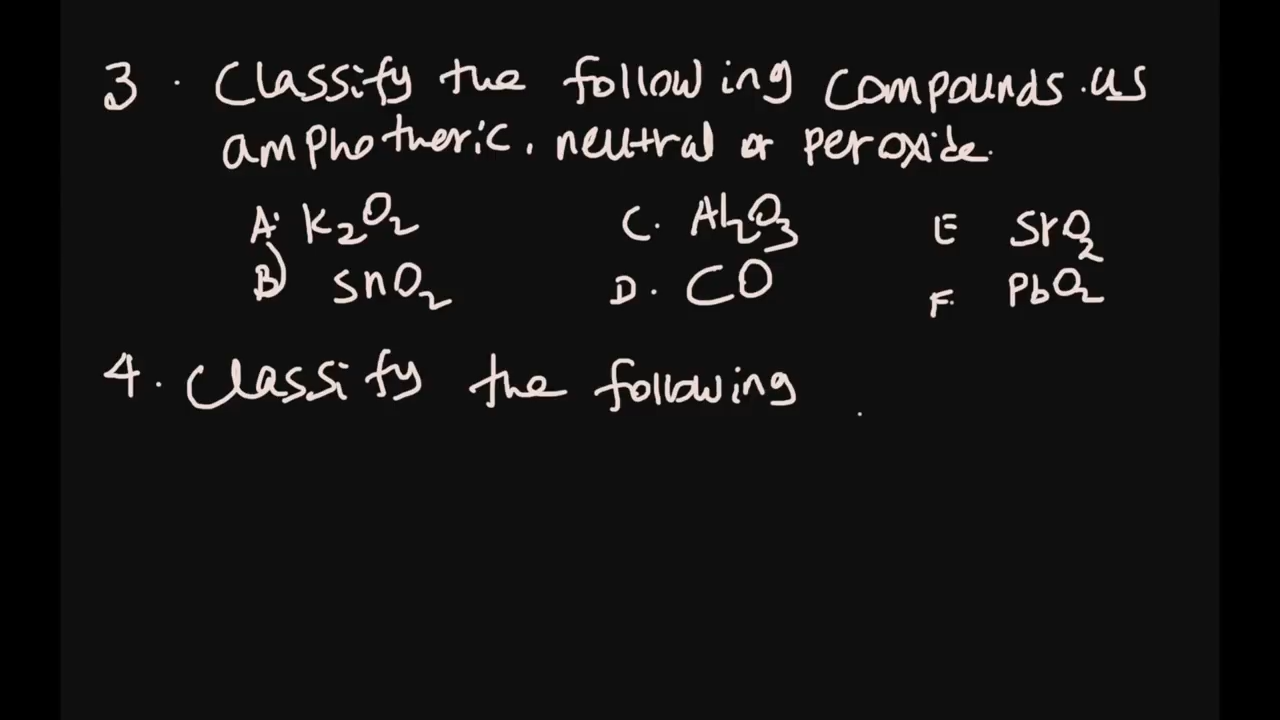 3. Classify the following compounds as
amphotheric, neutral or peroxide.
A. K₂O₂ C. Al₂O₃ E SrO₂
B) SnO₂ D. CO F. PbO₂
4. Classify the following